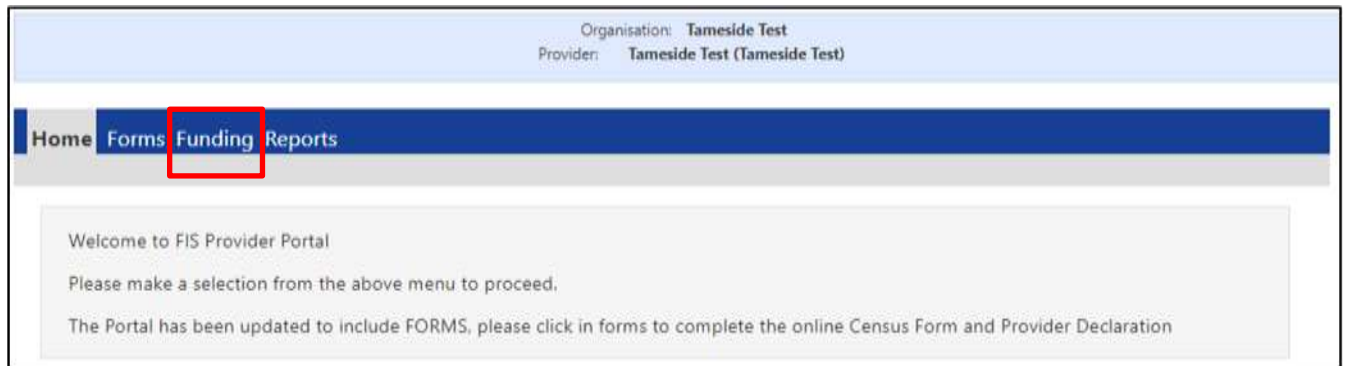 Organisation: Tameside Test
Provider: Tameside Test (Tameside Test)
Home Forms Funding Reports
Welcome to FIS Provider Portal
Please make a selection from the above menu to proceed.
The Portal has been updated to include FORMS, please click in forms to complete the online Census Form and Provider Declaration